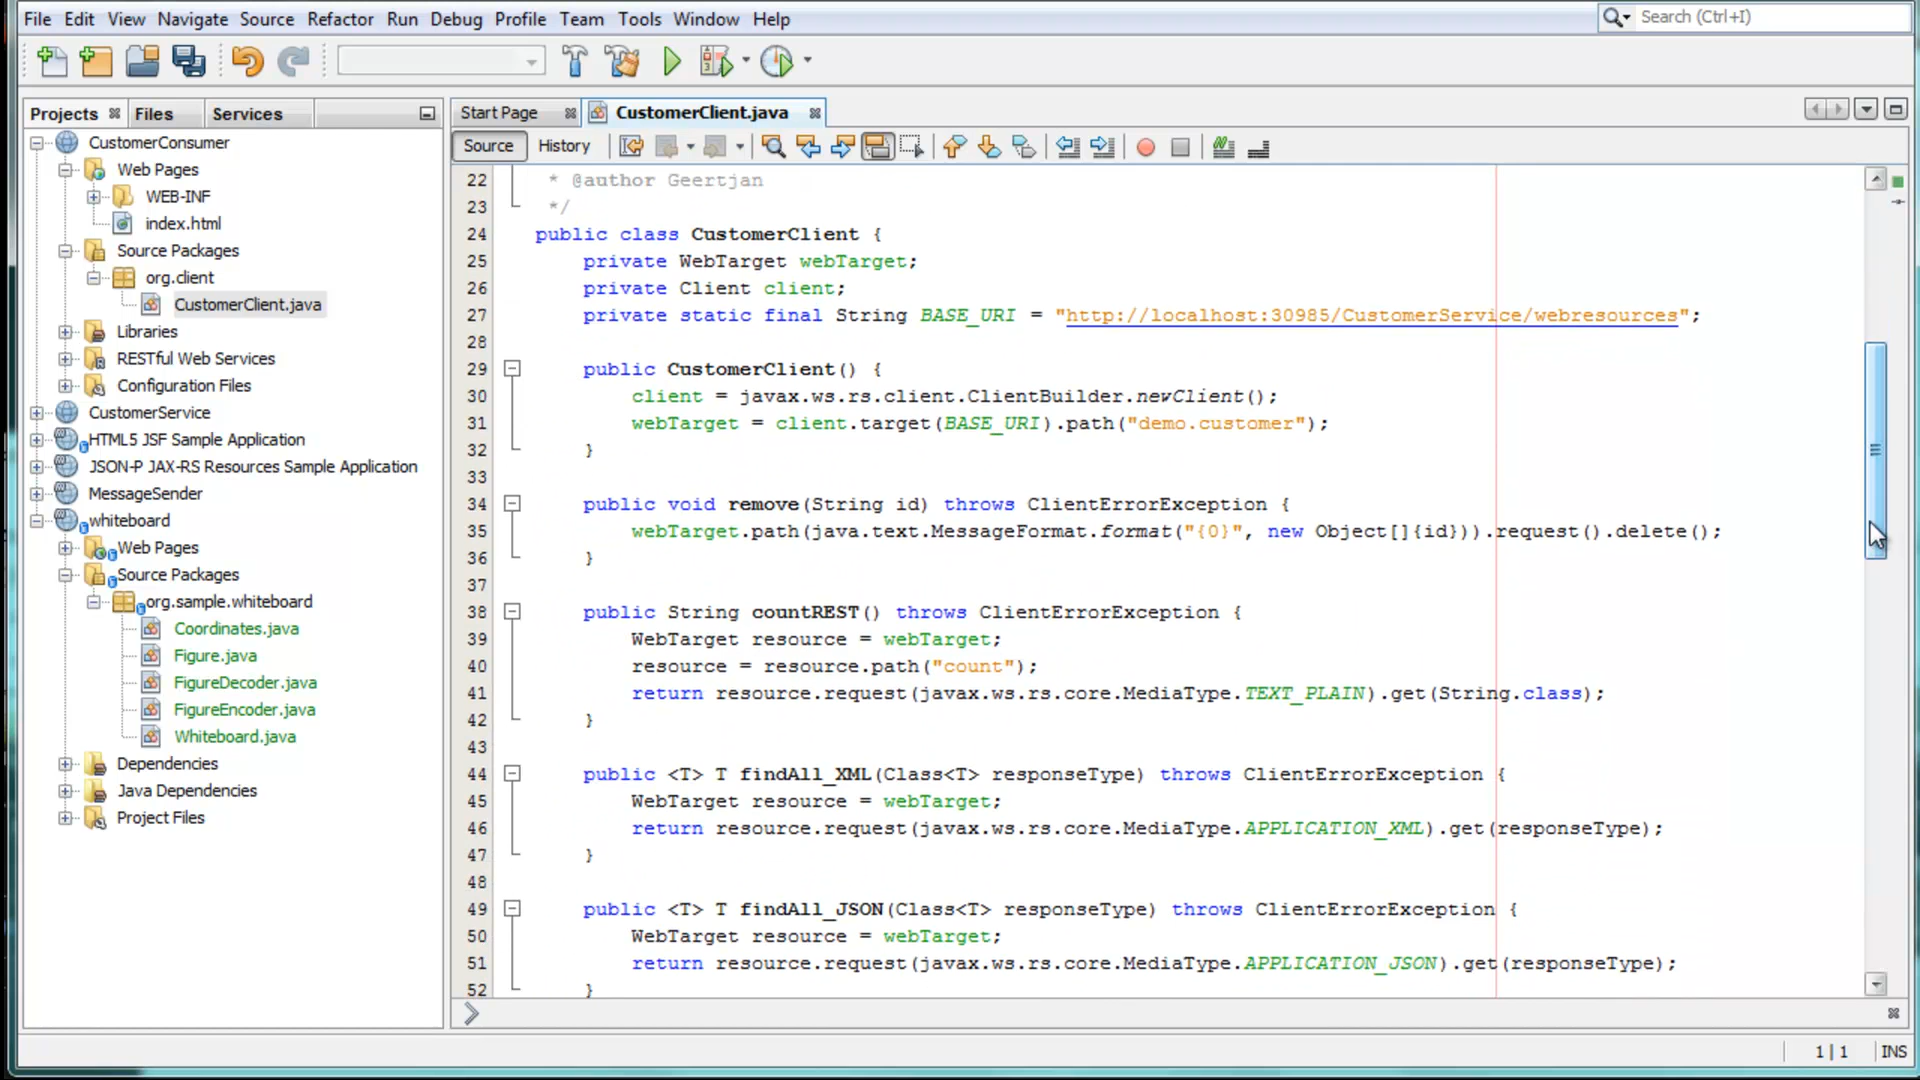 File Edit View Navigate Source Refactor Run Debug Profile Team Tools Window Help
Search (Ctrl+I)
Projects Files Services
Start Page CustomerClient.java
Source History
CustomerConsumer
Web Pages
WEB-INF
index.html
Source Packages
org.client
CustomerClient.java
Libraries
RESTful Web Services
Configuration Files
CustomerService
HTML5 JSF Sample Application
JSON-P JAX-RS Resources Sample Application
MessageSender
whiteboard
Web Pages
Source Packages
org.sample.whiteboard
Coordinates.java
Figure.java
FigureDecoder.java
FigureEncoder.java
Whiteboard.java
Dependencies
Java Dependencies
Project Files
22 * @author Geertjan
23 */
24 public class CustomerClient {
25 private WebTarget webTarget;
26 private Client client;
27 private static final String BASE_URI = "http://localhost:30985/CustomerService/webresources";
28
29 public CustomerClient() {
30 client = javax.ws.rs.client.ClientBuilder.newClient();
31 webTarget = client.target(BASE_URI).path("demo.customer");
32 }
33
34 public void remove(String id) throws ClientErrorException {
35 webTarget.path(java.text.MessageFormat.format("{0}", new Object[]{id})).request().delete();
36 }
37
38 public String countREST() throws ClientErrorException {
39 WebTarget resource = webTarget;
40 resource = resource.path("count");
41 return resource.request(javax.ws.rs.core.MediaType.TEXT_PLAIN).get(String.class);
42 }
43
44 public <T> T findAll_XML(Class<T> responseType) throws ClientErrorException {
45 WebTarget resource = webTarget;
46 return resource.request(javax.ws.rs.core.MediaType.APPLICATION_XML).get(responseType);
47 }
48
49 public <T> T findAll_JSON(Class<T> responseType) throws ClientErrorException {
50 WebTarget resource = webTarget;
51 return resource.request(javax.ws.rs.core.MediaType.APPLICATION_JSON).get(responseType);
52 }
1 | 1 INS